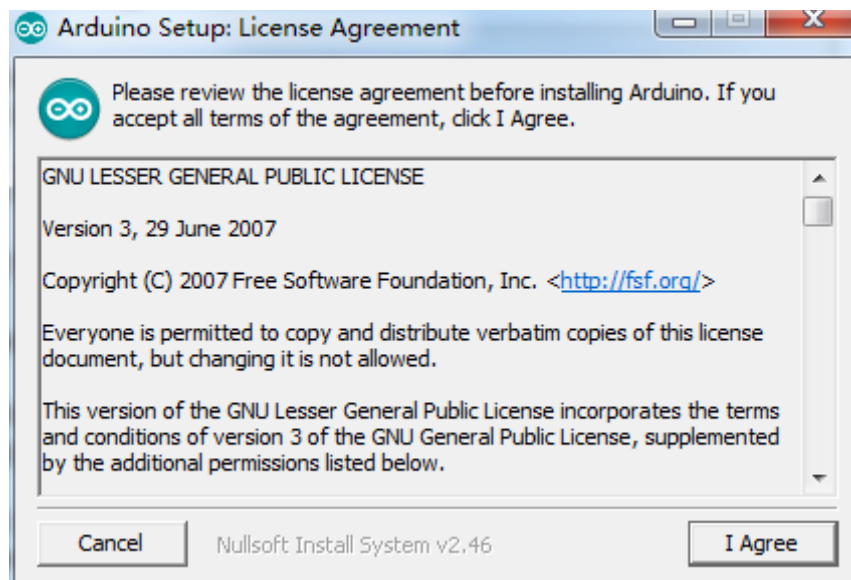 Arduino Setup: License Agreement
Please review the license agreement before installing Arduino. If you
accept all terms of the agreement, click I Agree.
GNU LESSER GENERAL PUBLIC LICENSE
Version 3, 29 June 2007
Copyright (C) 2007 Free Software Foundation, Inc. <http://fsf.org/>
Everyone is permitted to copy and distribute verbatim copies of this license
document, but changing it is not allowed.
This version of the GNU Lesser General Public License incorporates the terms
and conditions of version 3 of the GNU General Public License, supplemented
by the additional permissions listed below.
Cancel
Nullsoft Install System v2.46
I Agree